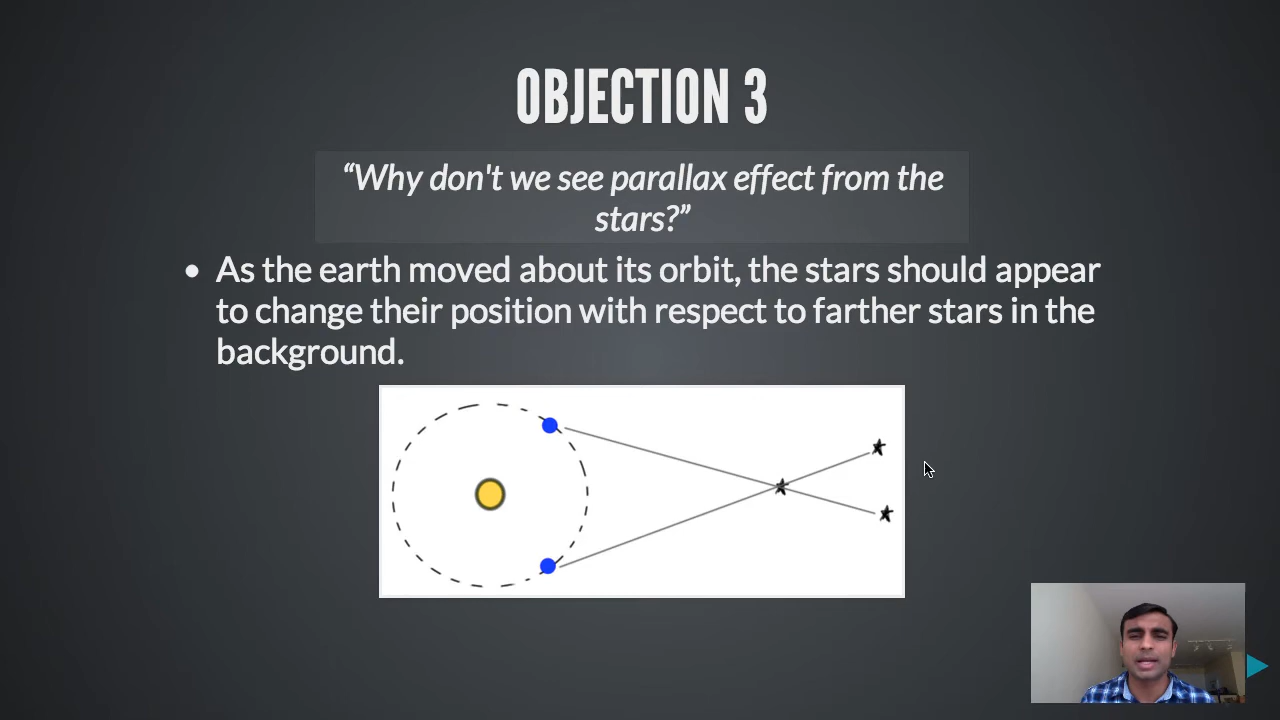 OBJECTION 3
“Why don't we see parallax effect from the
stars?”
• As the earth moved about its orbit, the stars should appear
to change their position with respect to farther stars in the
background.